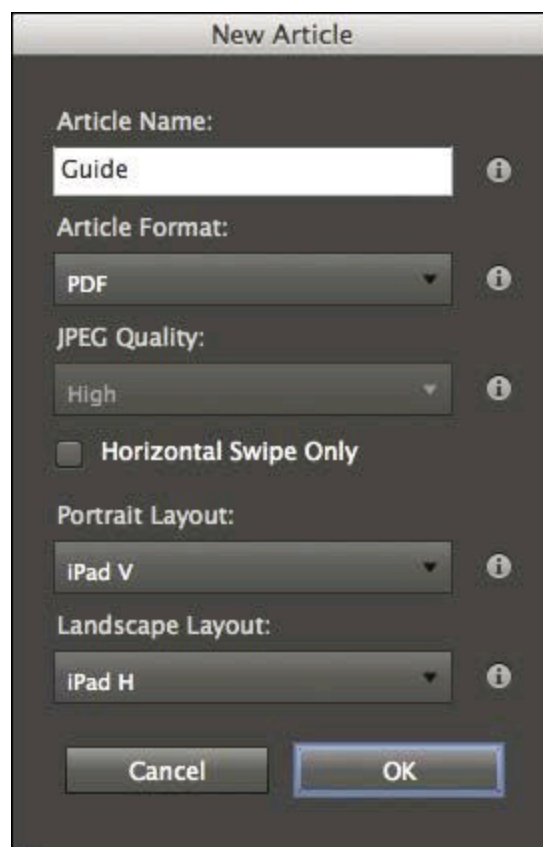 New Article
Article Name:
Guide
Article Format:
PDF
JPEG Quality:
High
Horizontal Swipe Only
Portrait Layout:
iPad V
Landscape Layout:
iPad H
Cancel OK